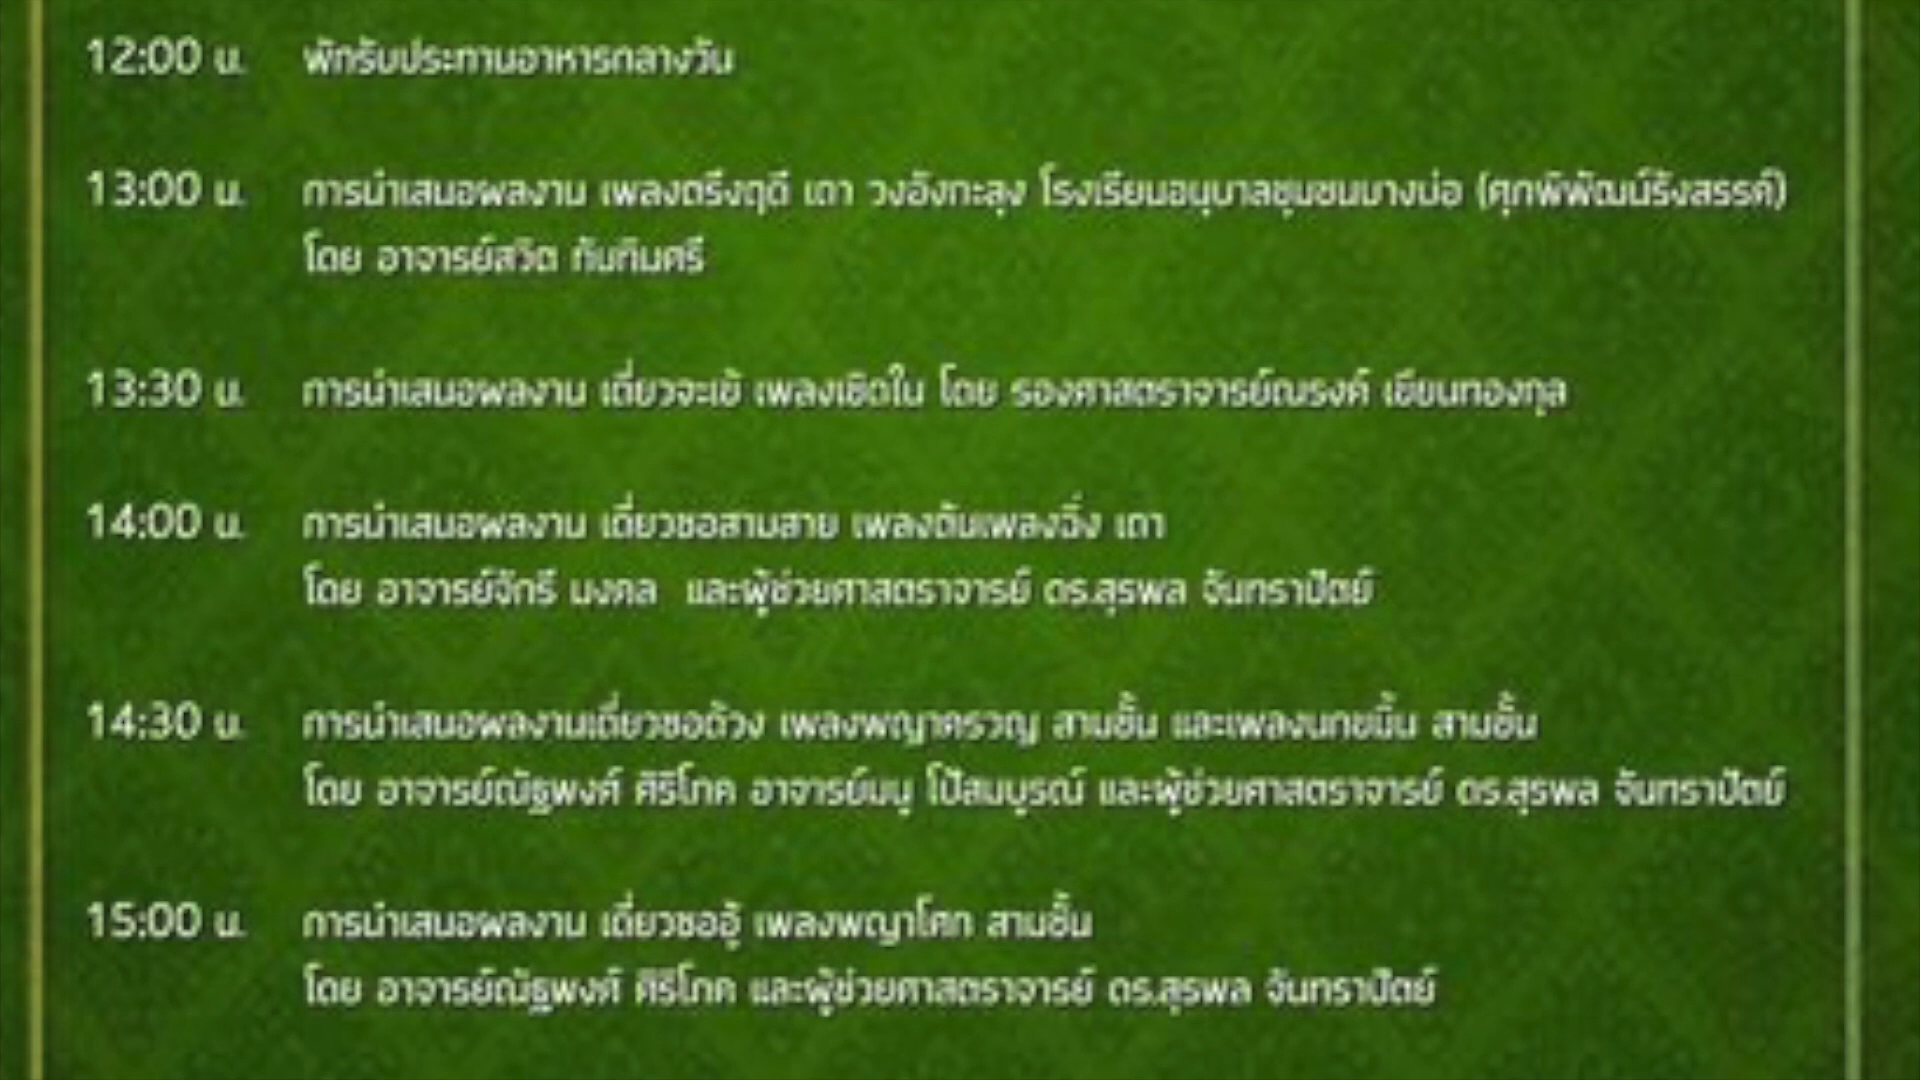 12:00 น. พักรับประทานอาหารกลางวัน
13:00 น. การนำเสนอผลงาน เพลงตรึงฤดี เถา วงอังกะลุง โรงเรียนอนุบาลชุมชนบางบ่อ (ศุภพิพัฒน์รังสรรค์)
โดย อาจารย์สวิต ทับทิมศรี
13:30 น. การนำเสนอผลงาน เดี่ยวจะเข้ เพลงเชิดใน โดย รองศาสตราจารย์ณรงค์ เขียนทองกุล
14:00 น. การนำเสนอผลงาน เดี่ยวซอสามสาย เพลงต้นเพลงฉิ่ง เถา
โดย อาจารย์จักรี มงคล และผู้ช่วยศาสตราจารย์ ดร.สุรพล จันทราปัตย์
14:30 น. การนำเสนอผลงานเดี่ยวซอด้วง เพลงพญาครวญ สามชั้น และเพลงนกขมิ้น สามชั้น
โดย อาจารย์ณัฐพงศ์ ศิริโภค อาจารย์มนู โป้สมบูรณ์ และผู้ช่วยศาสตราจารย์ ดร.สุรพล จันทราปัตย์
15:00 น. การนำเสนอผลงาน เดี่ยวซออู้ เพลงพญาโศก สามชั้น
โดย อาจารย์ณัฐพงศ์ ศิริโภค และผู้ช่วยศาสตราจารย์ ดร.สุรพล จันทราปัตย์